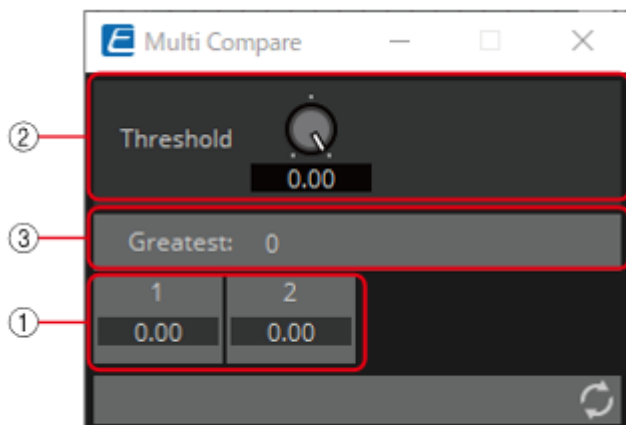 Multi Compare
② Threshold
0.00
③ Greatest: 0
1 2
① 0.00 0.00